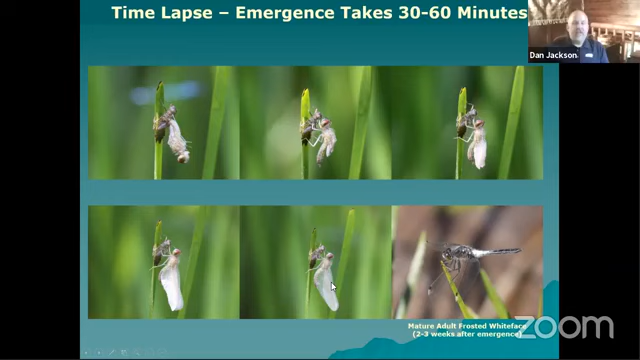 Time Lapse – Emergence Takes 30-60 Minutes
Dan Jackson
Mature Adult Frosted Whiteface
(2-3 weeks after emergence)
zoom